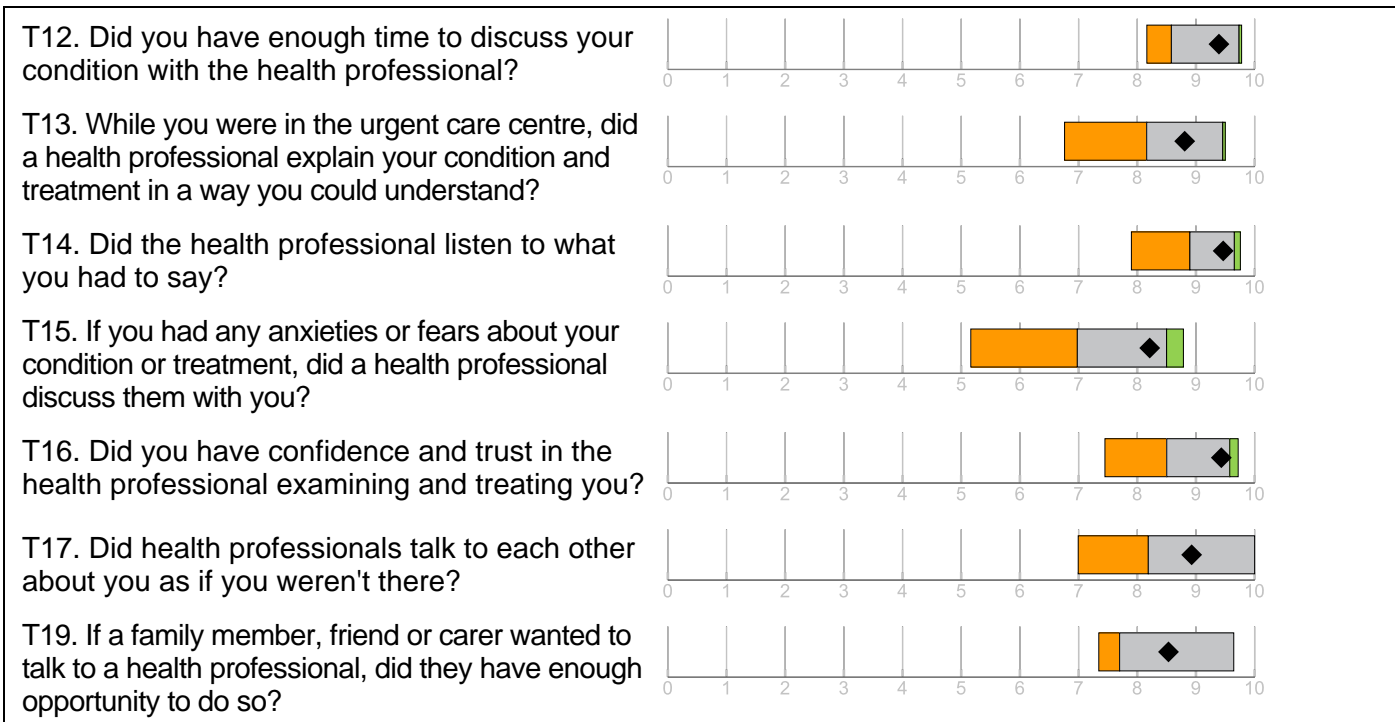 T12. Did you have enough time to discuss your
condition with the health professional?
0 1 2 3 4 5 6 7 8 9 10
T13. While you were in the urgent care centre, did
a health professional explain your condition and
treatment in a way you could understand?
0 1 2 3 4 5 6 7 8 9 10
T14. Did the health professional listen to what
you had to say?
0 1 2 3 4 5 6 7 8 9 10
T15. If you had any anxieties or fears about your
condition or treatment, did a health professional
discuss them with you?
0 1 2 3 4 5 6 7 8 9 10
T16. Did you have confidence and trust in the
health professional examining and treating you?
0 1 2 3 4 5 6 7 8 9 10
T17. Did health professionals talk to each other
about you as if you weren't there?
0 1 2 3 4 5 6 7 8 9 10
T19. If a family member, friend or carer wanted to
talk to a health professional, did they have enough
opportunity to do so?
0 1 2 3 4 5 6 7 8 9 10